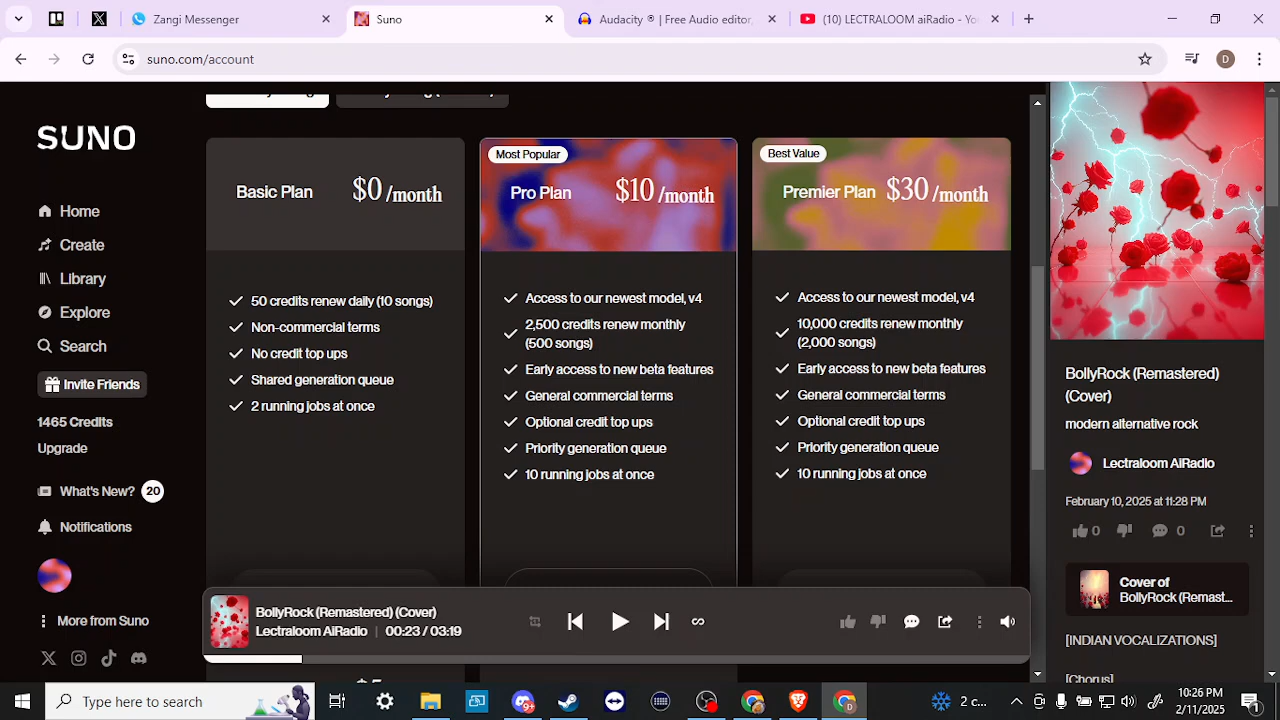 Zangi Messenger
Suno
Audacity ® | Free Audio editor,
(10) LECTRALOOM aiRadio - Yo
suno.com/account
D
SUNO
Home
Create
Library
Explore
Search
Invite Friends
1465 Credits
Upgrade
What's New? 20
Notifications
More from Suno
Basic Plan $0 /month
50 credits renew daily (10 songs)
Non-commercial terms
No credit top ups
Shared generation queue
2 running jobs at once
Most Popular
Pro Plan $10 /month
Access to our newest model, v4
2,500 credits renew monthly
(500 songs)
Early access to new beta features
General commercial terms
Optional credit top ups
Priority generation queue
10 running jobs at once
Best Value
Premier Plan $30 /month
Access to our newest model, v4
10,000 credits renew monthly
(2,000 songs)
Early access to new beta features
General commercial terms
Optional credit top ups
Priority generation queue
10 running jobs at once
BollyRock (Remastered)
(Cover)
modern alternative rock
Lectraloom AiRadio
February 10, 2025 at 11:28 PM
0
0
Cover of
BollyRock (Remast...
[INDIAN VOCALIZATIONS]
[Chorus]
BollyRock (Remastered) (Cover)
Lectraloom AiRadio | 00:23 / 03:19
Type here to search
9+
D
2 c...
10:26 PM
2/11/2025
1